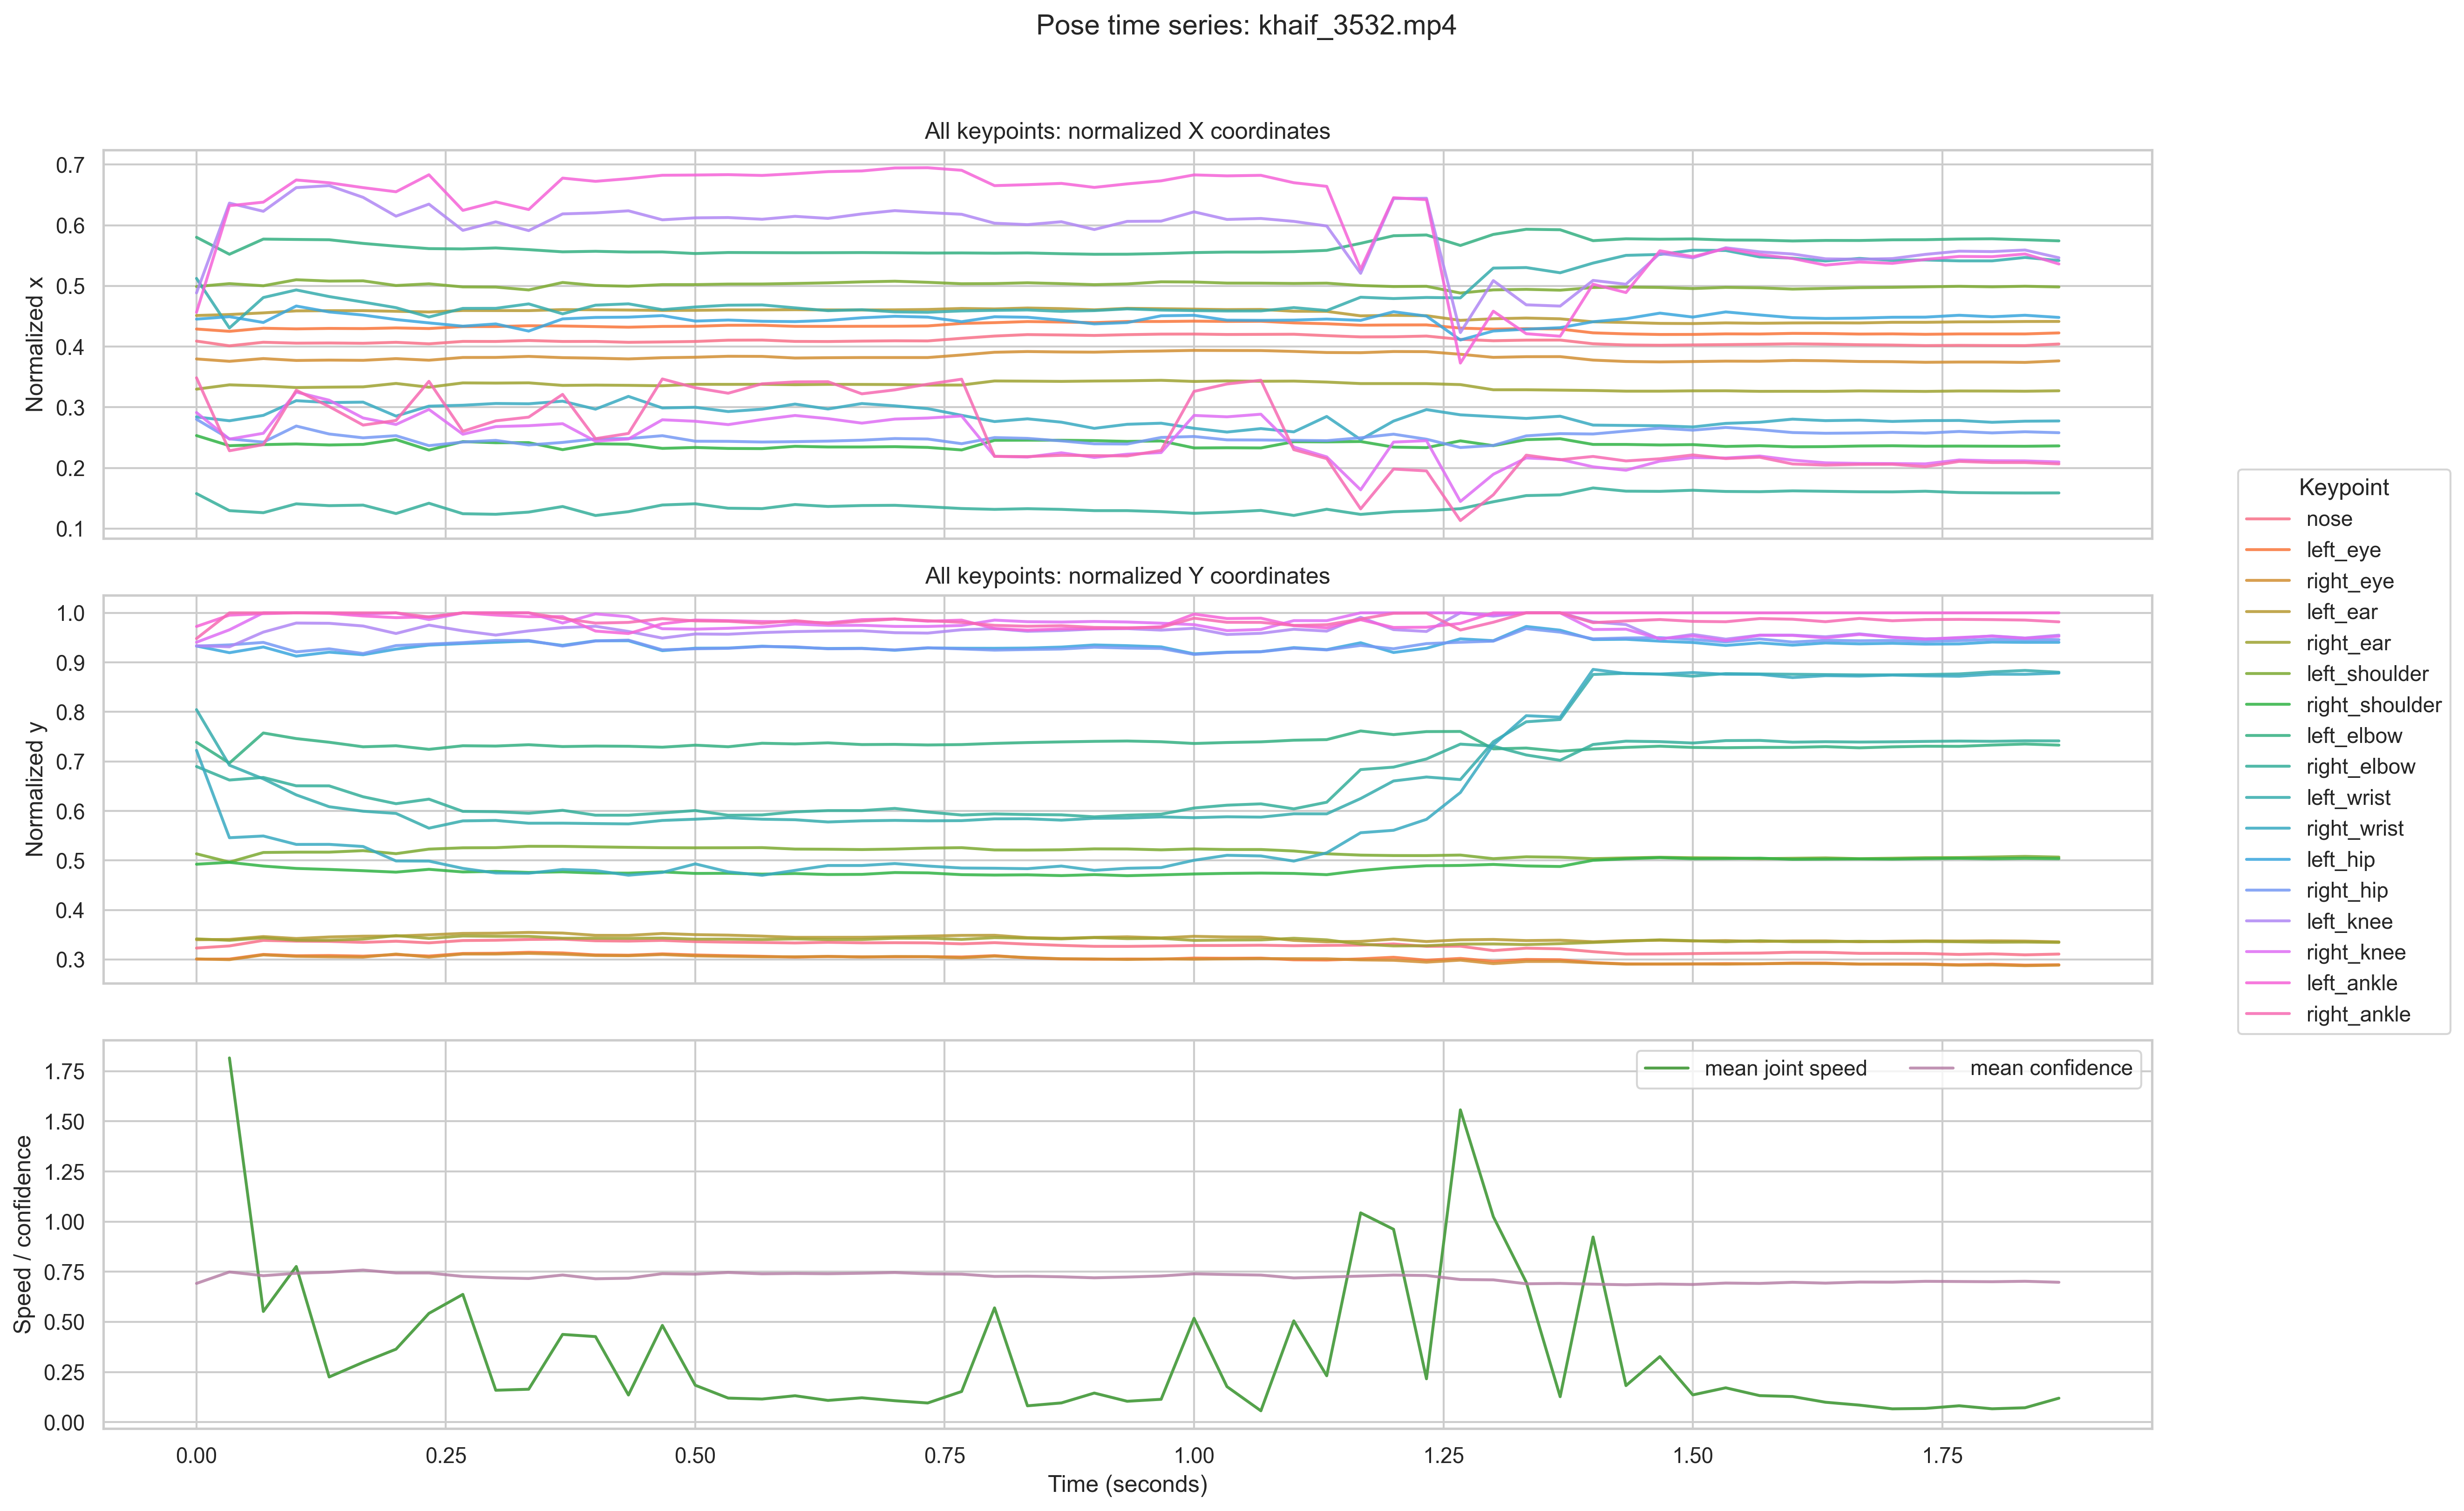 Pose time series: khaif_3532.mp4
All keypoints: normalized X coordinates
Normalized x
0.7
0.6
0.5
0.4
0.3
0.2
0.1
All keypoints: normalized Y coordinates
Normalized y
1.0
0.9
0.8
0.7
0.6
0.5
0.4
0.3
Keypoint
nose
left_eye
right_eye
left_ear
right_ear
left_shoulder
right_shoulder
left_elbow
right_elbow
left_wrist
right_wrist
left_hip
right_hip
left_knee
right_knee
left_ankle
right_ankle
Speed / confidence
1.75
1.50
1.25
1.00
0.75
0.50
0.25
0.00
mean joint speed
mean confidence
0.00 0.25 0.50 0.75 1.00 1.25 1.50 1.75
Time (seconds)